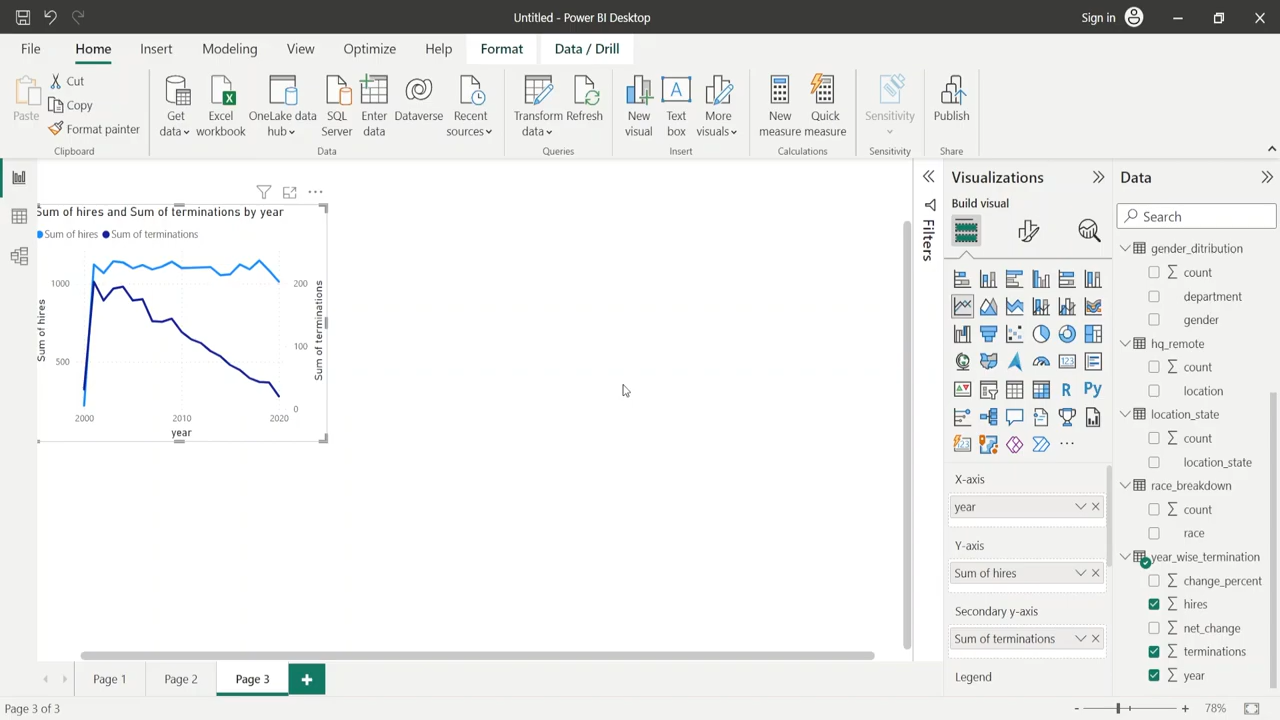 Untitled - Power BI Desktop
Sign in
File Home Insert Modeling View Optimize Help Format Data / Drill
Paste
Cut
Copy
Format painter
Clipboard
Get data
Excel workbook
OneLake data hub
SQL Server
Enter data
Dataverse
Recent sources
Data
Transform data
Refresh
Queries
New visual
Text box
More visuals
Insert
New measure
Quick measure
Calculations
Sensitivity
Sensitivity
Publish
Share
Sum of hires and Sum of terminations by year
Sum of hires Sum of terminations
Sum of hires
1000
500
200
100
0
Sum of terminations
2000 2010 2020
year
Filters
Visualizations
Build visual
R Py
123
X-axis
year
Y-axis
Sum of hires
Secondary y-axis
Sum of terminations
Legend
Data
Search
gender_ditribution
count
department
gender
hq_remote
count
location
location_state
count
location_state
race_breakdown
count
race
year_wise_termination
change_percent
hires
net_change
terminations
year
Page 1 Page 2 Page 3 +
Page 3 of 3
- + 78%